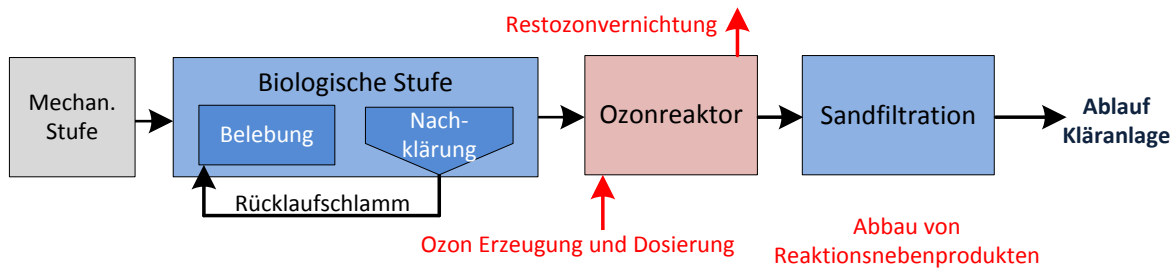 Restozonvernichtung
Mechan.
Stufe
Biologische Stufe
Belebung
Nach-
klärung
Rücklaufschlamm
Ozonreaktor
Ozon Erzeugung und Dosierung
Sandfiltration
Abbau von
Reaktionsnebenprodukten
Ablauf
Kläranlage